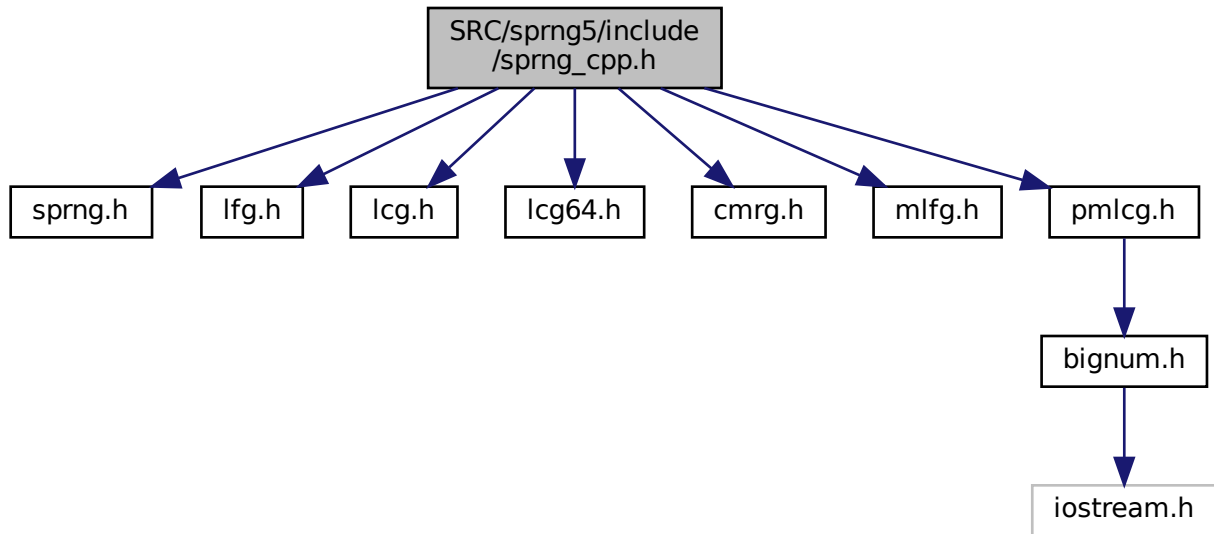 SRC/sprng5/include
/sprng_cpp.h
sprng.h
lfg.h
lcg.h
lcg64.h
cmrg.h
mlfg.h
pmlcg.h
bignum.h
iostream.h